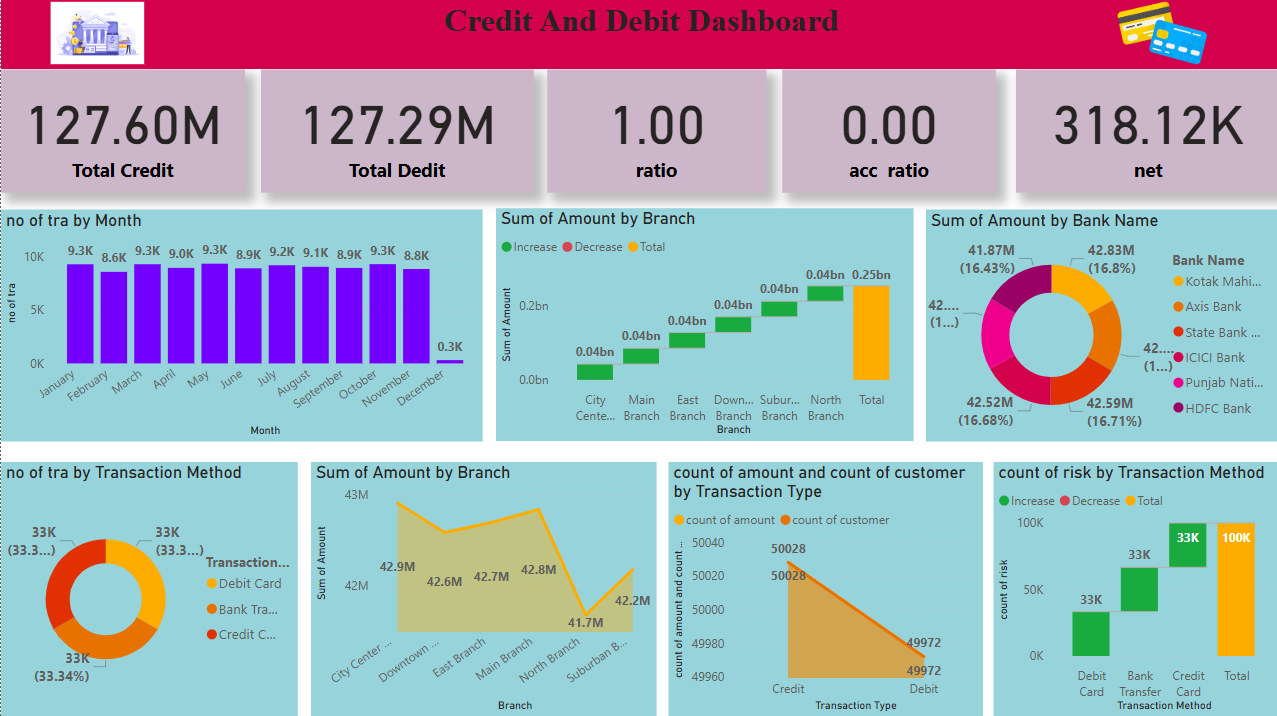 Credit And Debit Dashboard
127.60M
Total Credit
127.29M
Total Dedit
1.00
ratio
0.00
acc ratio
318.12K
net
no of tra by Month
no of tra
10K
5K
0K
9.3K
8.6K
9.3K
9.0K
9.3K
8.9K
9.2K
9.1K
8.9K
9.3K
8.8K
0.3K
January
February
March
April
May
June
July
August
September
October
November
December
Month
Sum of Amount by Branch
Increase Decrease Total
Sum of Amount
0.2bn
0.0bn
0.04bn
0.04bn
0.04bn
0.04bn
0.04bn
0.04bn
0.25bn
City
Cente...
Main
Branch
East
Branch
Down...
Branch
Subur...
Branch
North
Branch
Total
Branch
Sum of Amount by Bank Name
42.83M
(16.8%)
42....
(1...)
42.59M
(16.71%)
42.52M
(16.68%)
42....
(1...)
41.87M
(16.43%)
Bank Name
Kotak Mahi...
Axis Bank
State Bank ...
ICICI Bank
Punjab Nati...
HDFC Bank
no of tra by Transaction Method
33K
(33.3...)
33K
(33.34%)
33K
(33.3...)
Transaction...
Debit Card
Bank Tra...
Credit C...
Sum of Amount by Branch
Sum of Amount
43M
42M
42.9M
42.6M
42.7M
42.8M
41.7M
42.2M
City Center ...
Downtown ...
East Branch
Main Branch
North Branch
Suburban B...
Branch
count of amount and count of customer
by Transaction Type
count of amount count of customer
count of amount and count ...
50040
50020
50000
49980
49960
50028
50028
49972
49972
Credit
Debit
Transaction Type
count of risk by Transaction Method
Increase Decrease Total
count of risk
100K
50K
0K
33K
33K
33K
100K
Debit
Card
Bank
Transfer
Credit
Card
Total
Transaction Method